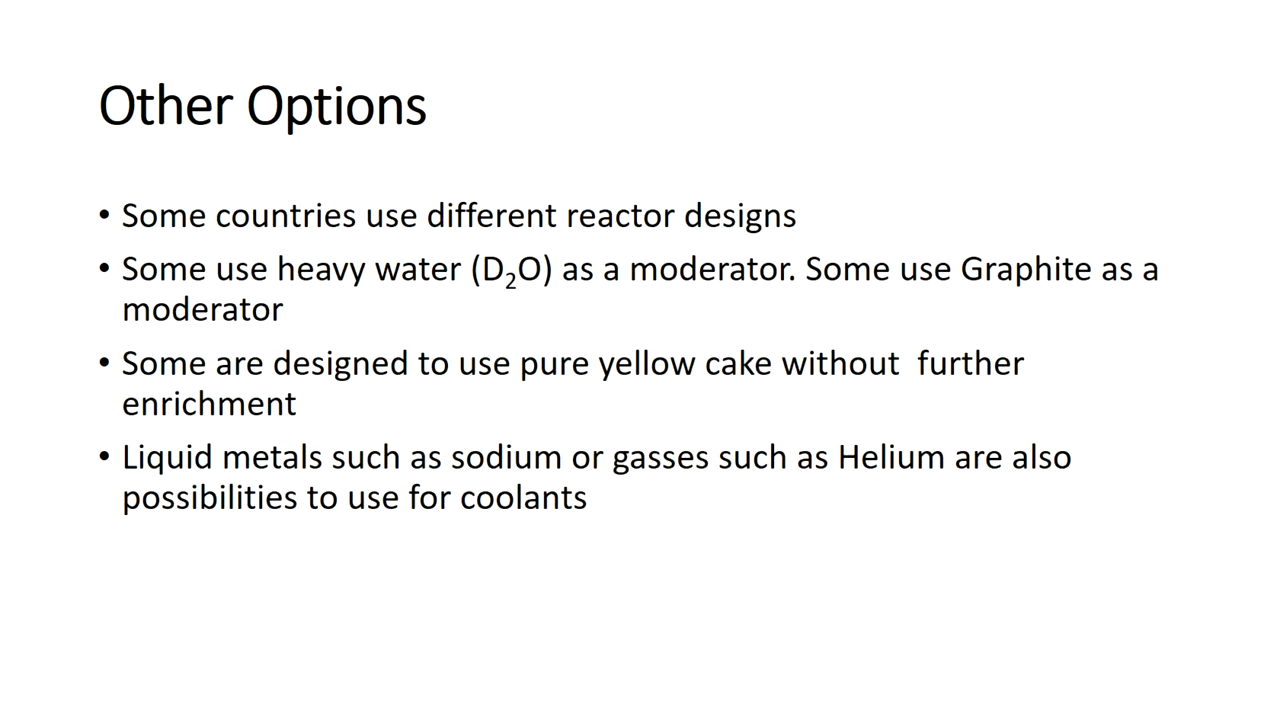 Other Options
• Some countries use different reactor designs
• Some use heavy water (D₂O) as a moderator. Some use Graphite as a
moderator
• Some are designed to use pure yellow cake without  further
enrichment
• Liquid metals such as sodium or gasses such as Helium are also
possibilities to use for coolants